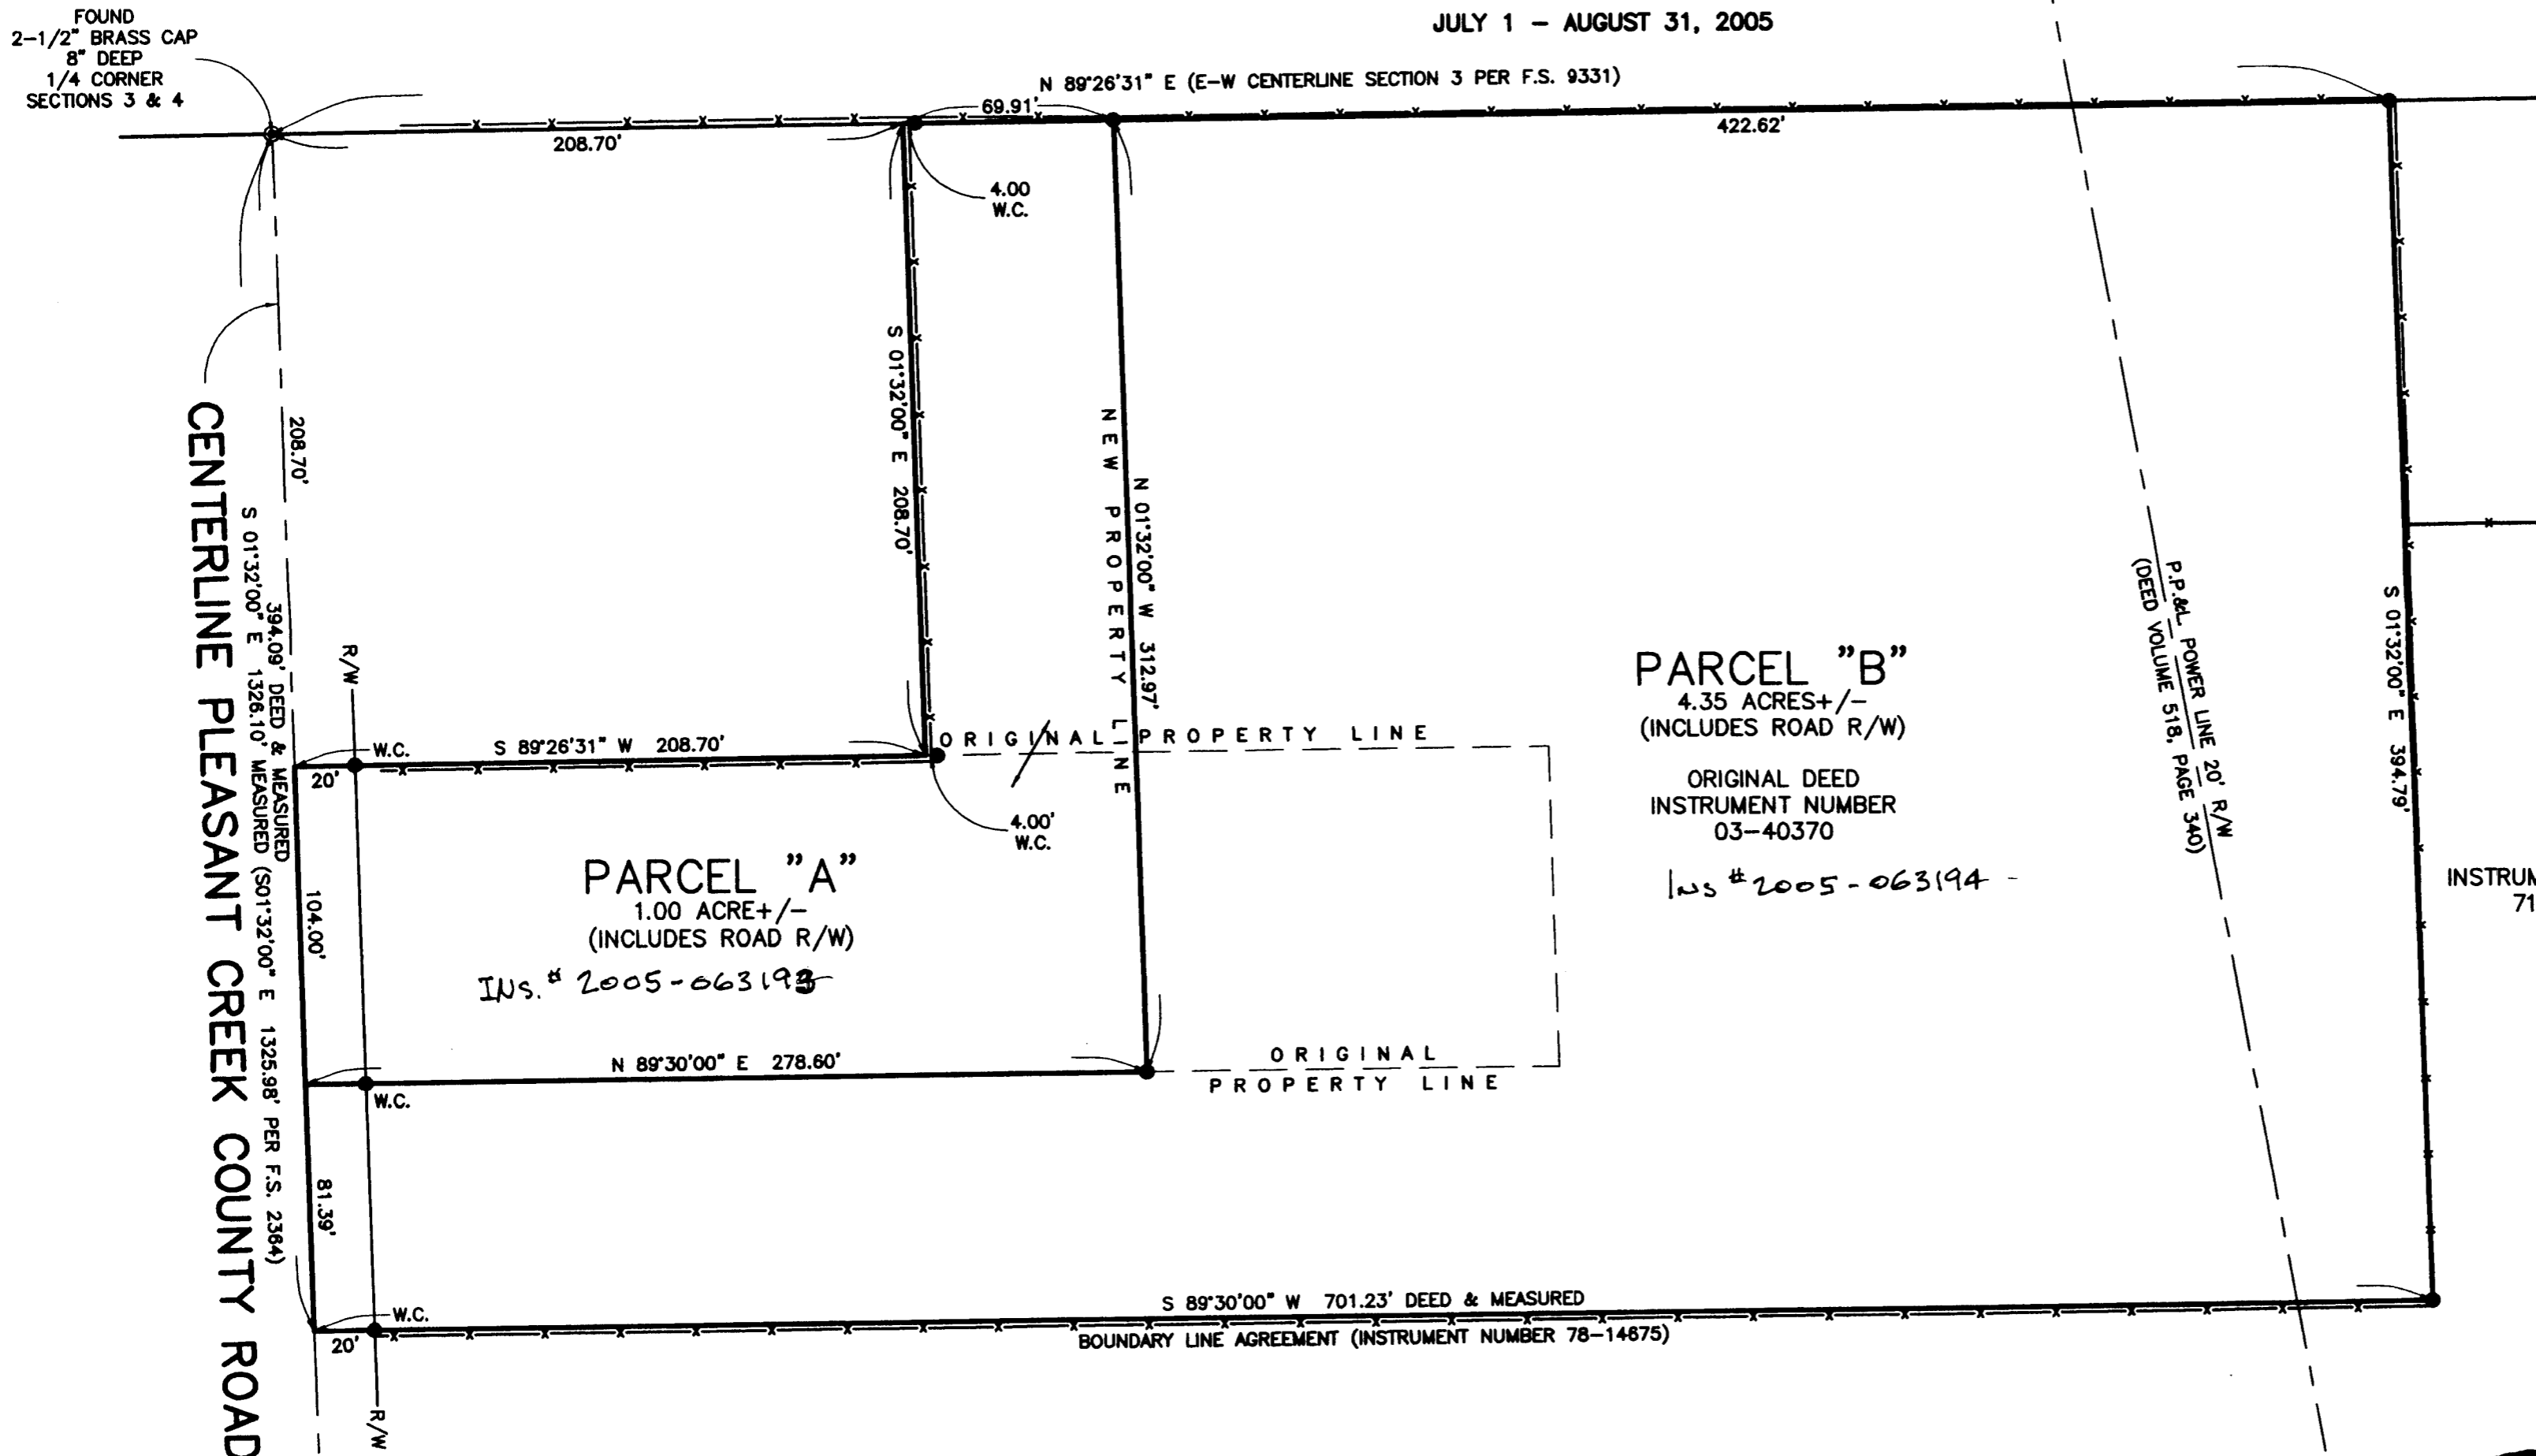 FOUND
2-1/2" BRASS CAP
8" DEEP
1/4 CORNER
SECTIONS 3 & 4
JULY 1 - AUGUST 31, 2005
N 89°26'31" E (E-W CENTERLINE SECTION 3 PER F.S. 9331)
69.91'
208.70'
422.62'
4.00
W.C.
S 01°32'00" E 208.70'
NEW PROPERTY LINE
N 01°32'00" W 312.97'
208.70'
CENTERLINE PLEASANT CREEK COUNTY ROAD
394.09' DEED & MEASURED
S 01°32'00" E 1326.10' MEASURED (S01°32'00" E 1325.98' PER F.S. 2364)
R/W
W.C.
S 89°26'31" W 208.70'
20'
ORIGINAL PROPERTY LINE
4.00'
W.C.
PARCEL "B"
4.35 ACRES+/-
(INCLUDES ROAD R/W)
ORIGINAL DEED
INSTRUMENT NUMBER
03-40370
Ins # 2005-063194
P.P.&L. POWER LINE 20' R/W
(DEED VOLUME 518, PAGE 340)
S 01°32'00" E 394.79'
INSTRUM
71
PARCEL "A"
1.00 ACRE+/-
(INCLUDES ROAD R/W)
INs. # 2005-063193
104.00'
N 89°30'00" E 278.60'
W.C.
ORIGINAL
PROPERTY LINE
81.39'
W.C.
20'
S 89°30'00" W 701.23' DEED & MEASURED
BOUNDARY LINE AGREEMENT (INSTRUMENT NUMBER 78-14675)
R/W